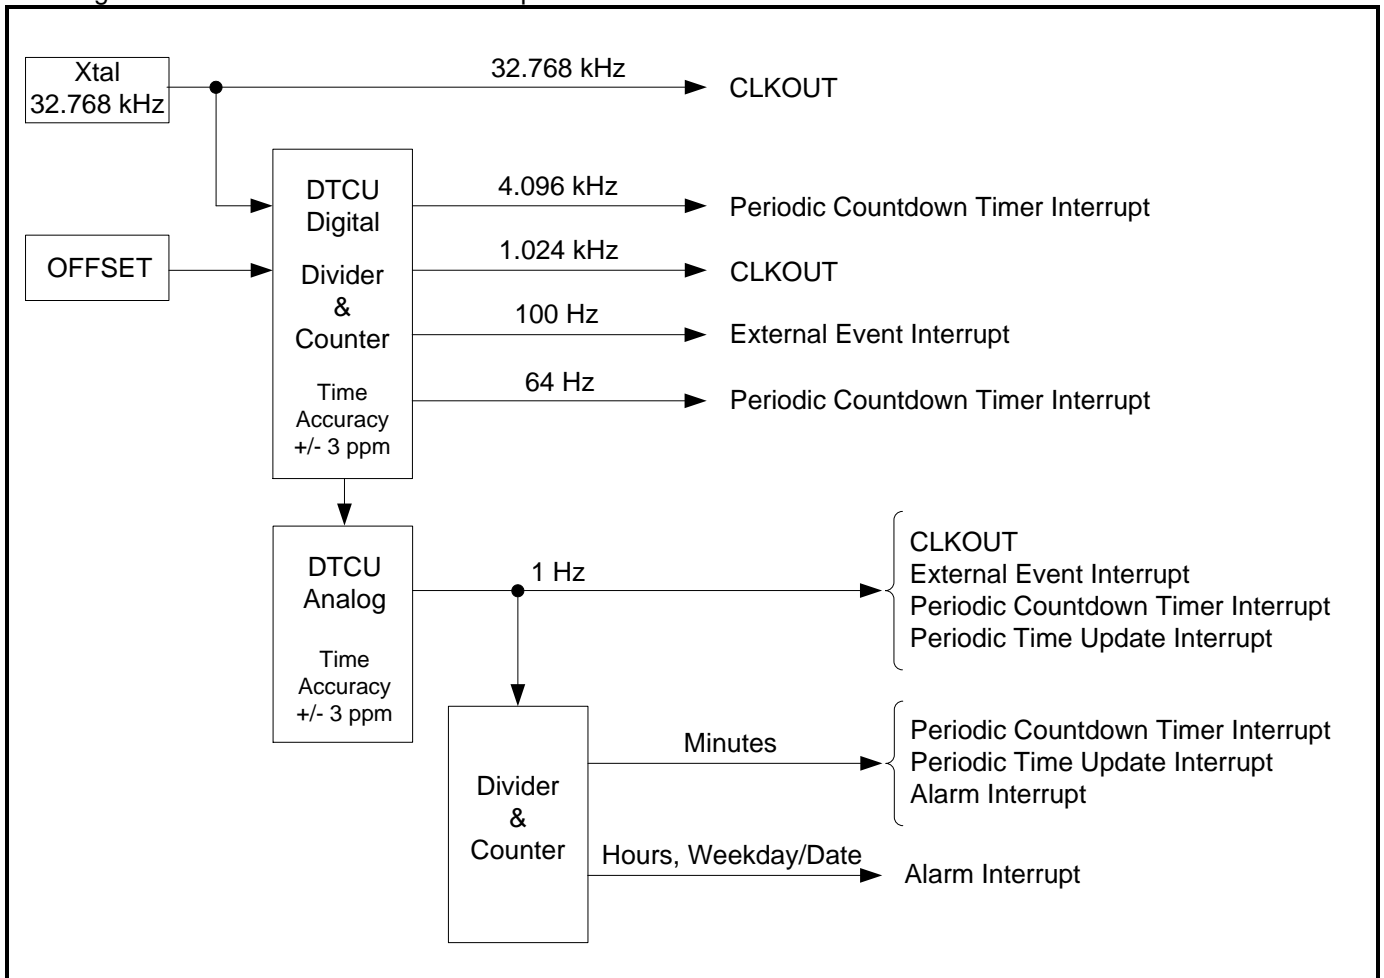 Xtal
32.768 kHz
32.768 kHz
CLKOUT
DTCU
Digital
Divider
&
Counter
Time
Accuracy
+/- 3 ppm
4.096 kHz
Periodic Countdown Timer Interrupt
OFFSET
1.024 kHz
CLKOUT
100 Hz
External Event Interrupt
64 Hz
Periodic Countdown Timer Interrupt
DTCU
Analog
Time
Accuracy
+/- 3 ppm
1 Hz
CLKOUT
External Event Interrupt
Periodic Countdown Timer Interrupt
Periodic Time Update Interrupt
Divider
&
Counter
Minutes
Periodic Countdown Timer Interrupt
Periodic Time Update Interrupt
Alarm Interrupt
Hours, Weekday/Date
Alarm Interrupt